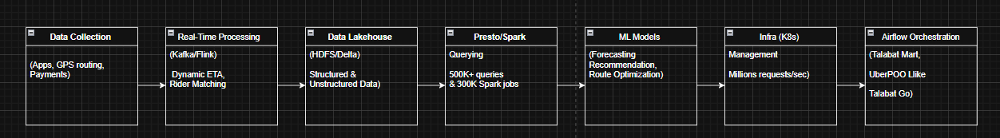 Data Collection
(Apps, GPS routing,
Payments)
Real-Time Processing
(Kafka/Flink)
Dynamic ETA,
Rider Matching
Data Lakehouse
(HDFS/Delta)
Structured &
Unstructured Data)
Presto/Spark
Querying
500K+ queries
& 300K Spark jobs
ML Models
(Forecasting
Recommendation,
Route Optimization)
Infra (K8s)
Management
Millions requests/sec)
Airflow Orchestration
(Talabat Mart,
UberPOO Llike
Talabat Go)